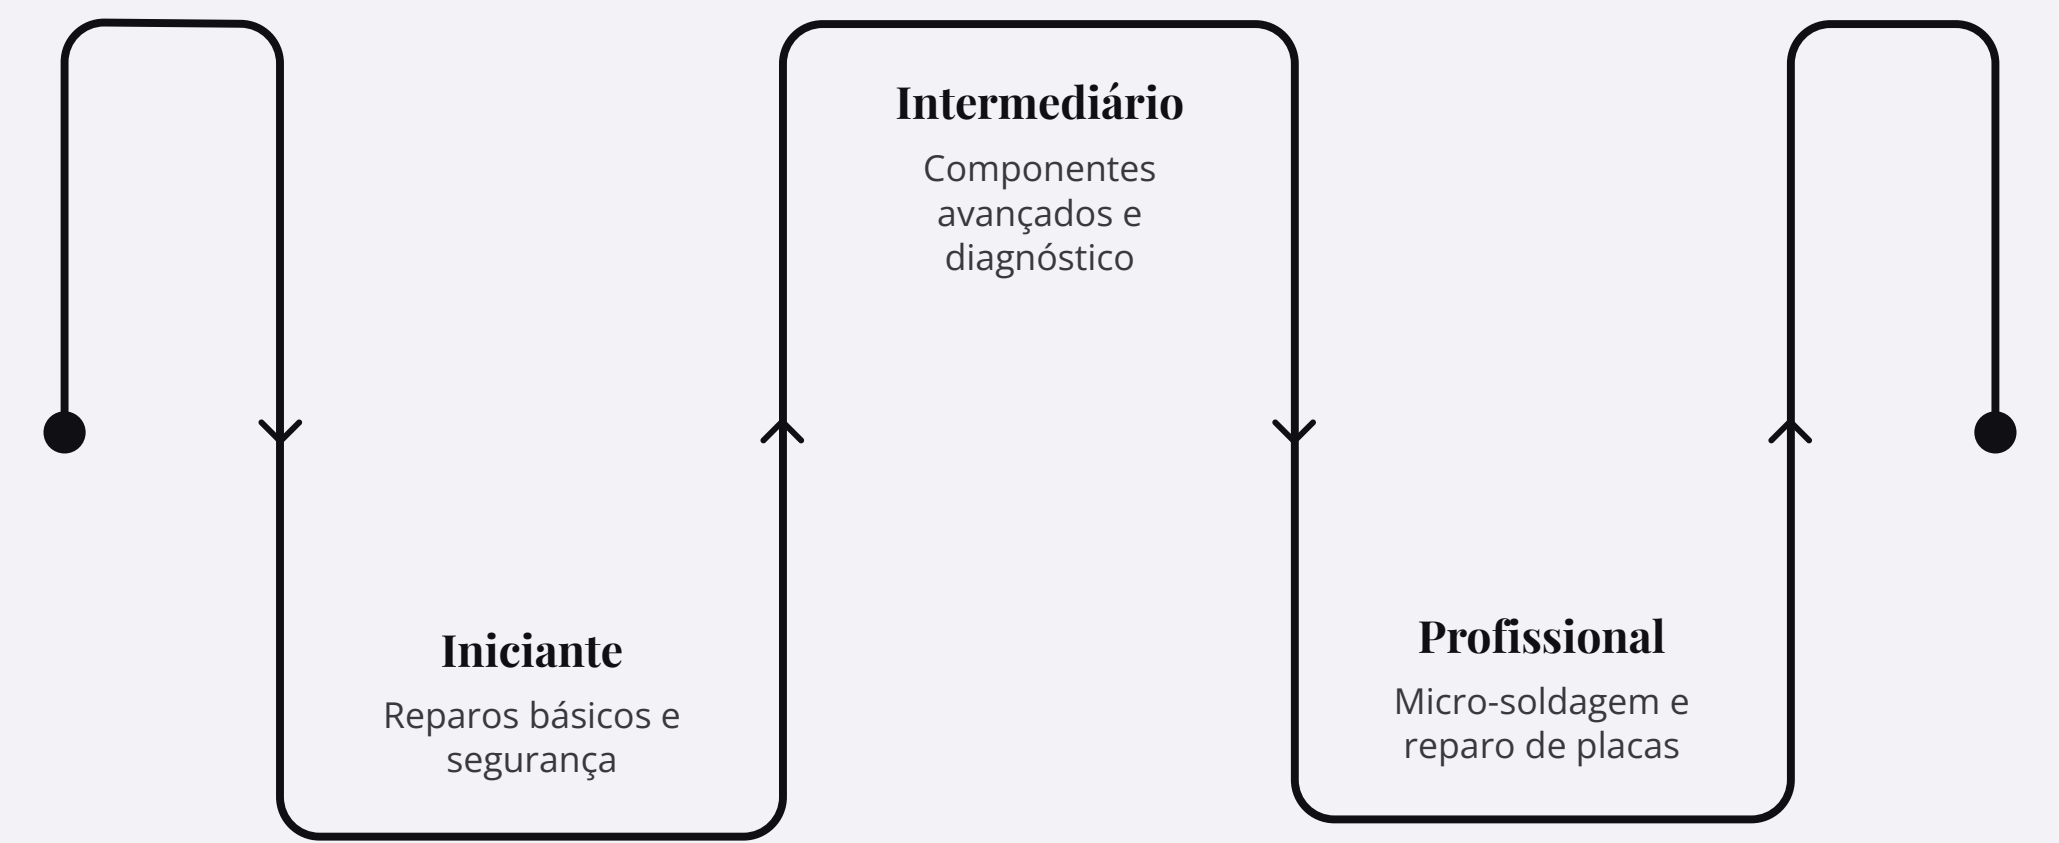 Iniciante
Reparos básicos e
segurança
Intermediário
Componentes
avançados e
diagnóstico
Profissional
Micro-soldagem e
reparo de placas